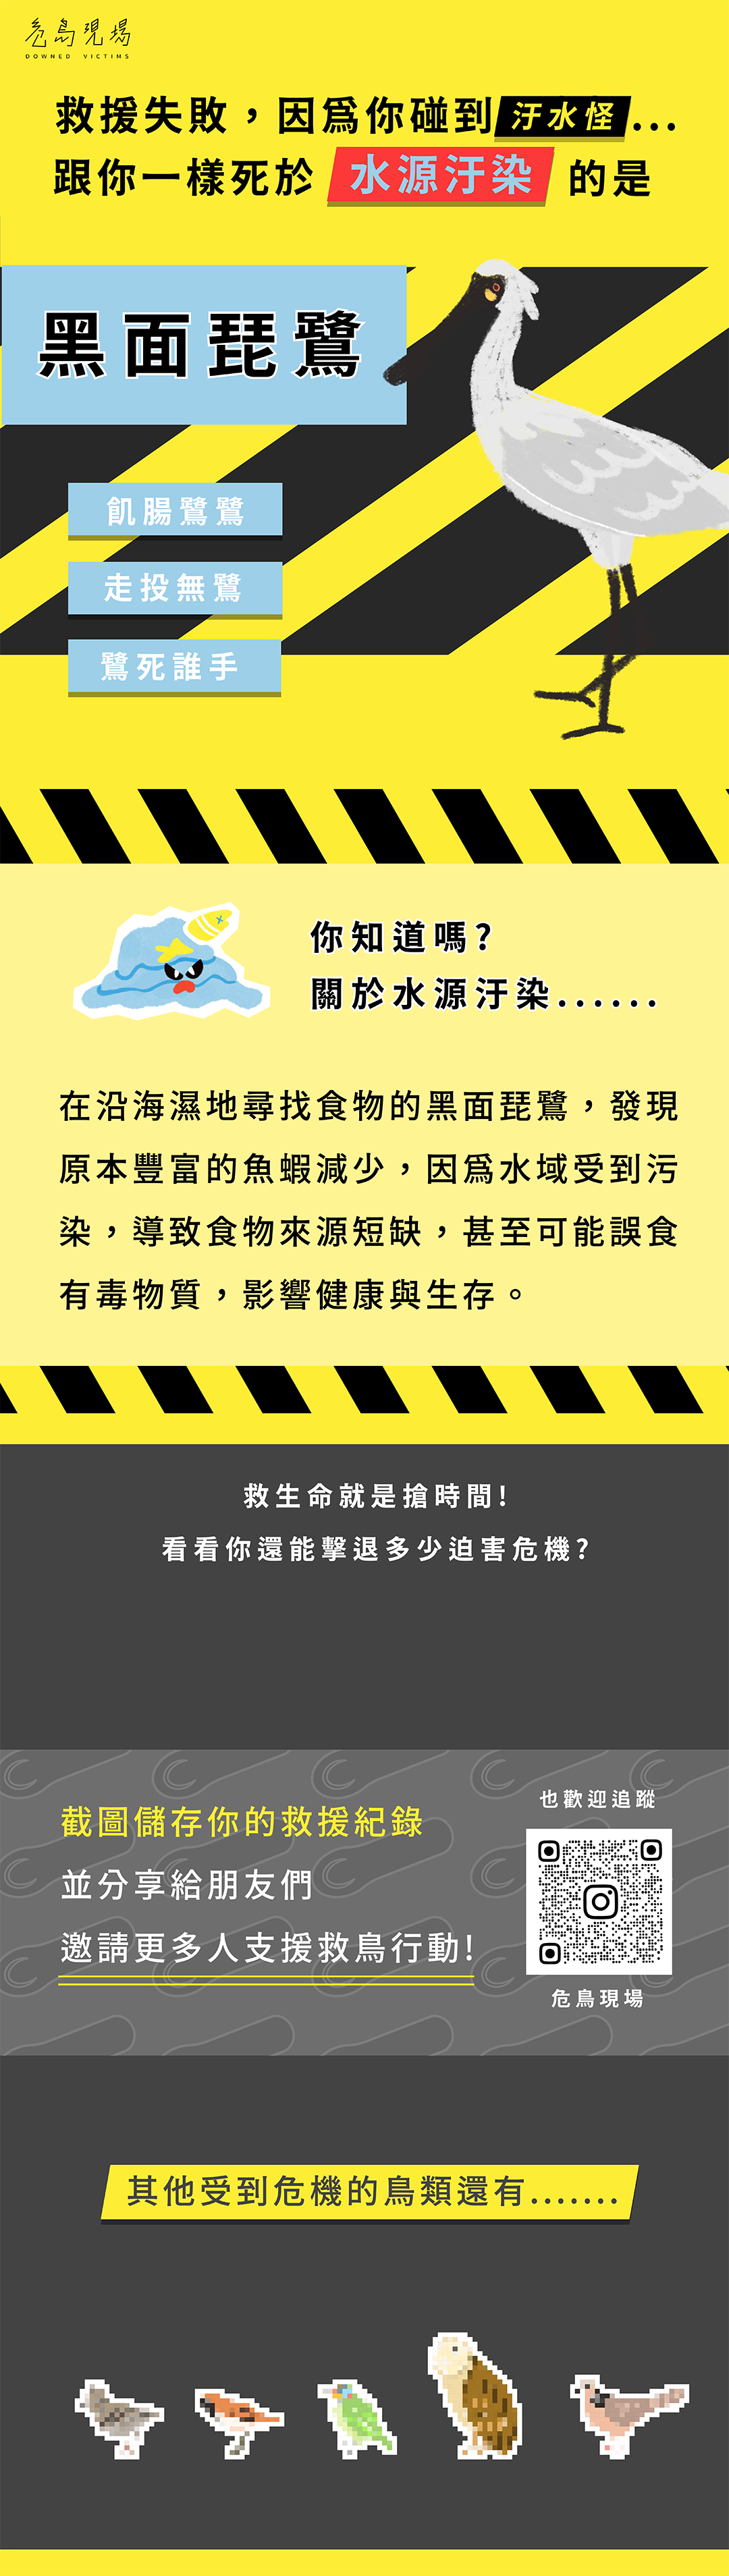 危鳥現場
DOWNED VICTIMS
救援失敗，因爲你碰到汙水怪...
跟你一樣死於 水源汙染 的是
黑面琵鷺
飢腸鷺鷺
走投無鷺
鷺死誰手
你知道嗎?
關於水源汙染......
在沿海濕地尋找食物的黑面琵鷺，發現
原本豐富的魚蝦減少，因爲水域受到污
染，導致食物來源短缺，甚至可能誤食
有毒物質，影響健康與生存。
救生命就是搶時間!
看看你還能擊退多少迫害危機?
截圖儲存你的救援紀錄
並分享給朋友們
邀請更多人支援救鳥行動!
也歡迎追蹤
危鳥現場
其他受到危機的鳥類還有.......